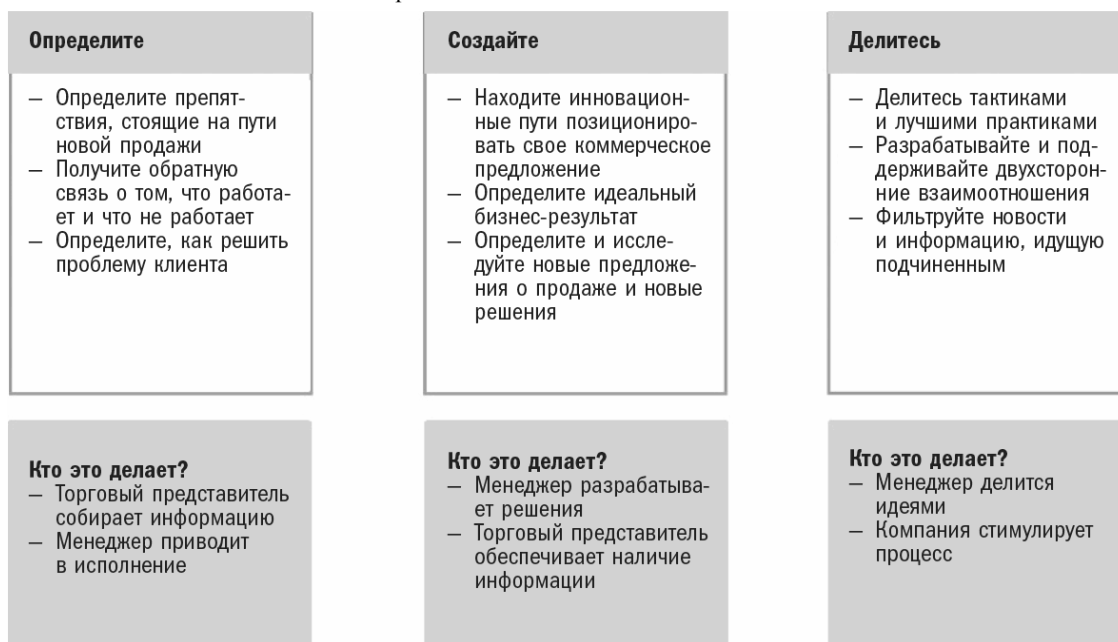 Определите
— Определите препят-
ствия, стоящие на пути
новой продажи
— Получите обратную
связь о том, что работа-
ет и что не работает
— Определите, как решить
проблему клиента
Кто это делает?
— Торговый представитель
собирает информацию
— Менеджер приводит
в исполнение
Создайте
— Находите инновацион-
ные пути позициониро-
вать свое коммерческое
предложение
— Определите идеальный
бизнес-результат
— Определите и иссле-
дуйте новые предложе-
ния о продаже и новые
решения
Кто это делает?
— Менеджер разрабатыва-
ет решения
— Торговый представитель
обеспечивает наличие
информации
Делитесь
— Делитесь тактиками
и лучшими практиками
— Разрабатывайте и под-
держивайте двухсторон-
ние взаимоотношения
— Фильтруйте новости
и информацию, идущую
подчиненным
Кто это делает?
— Менеджер делится
идеями
— Компания стимулирует
процесс